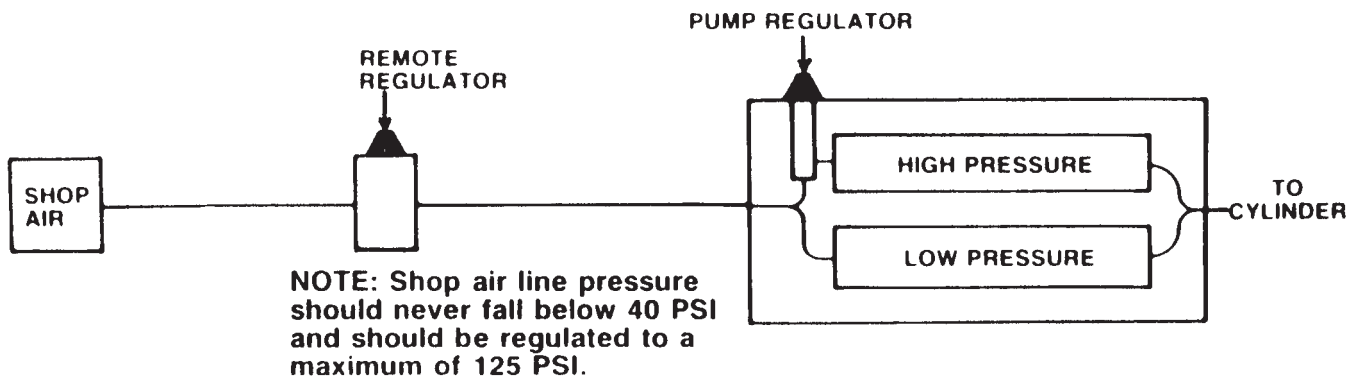 PUMP REGULATOR
REMOTE
REGULATOR
SHOP
AIR
HIGH PRESSURE
LOW PRESSURE
TO
CYLINDER
NOTE: Shop air line pressure
should never fall below 40 PSI
and should be regulated to a
maximum of 125 PSI.